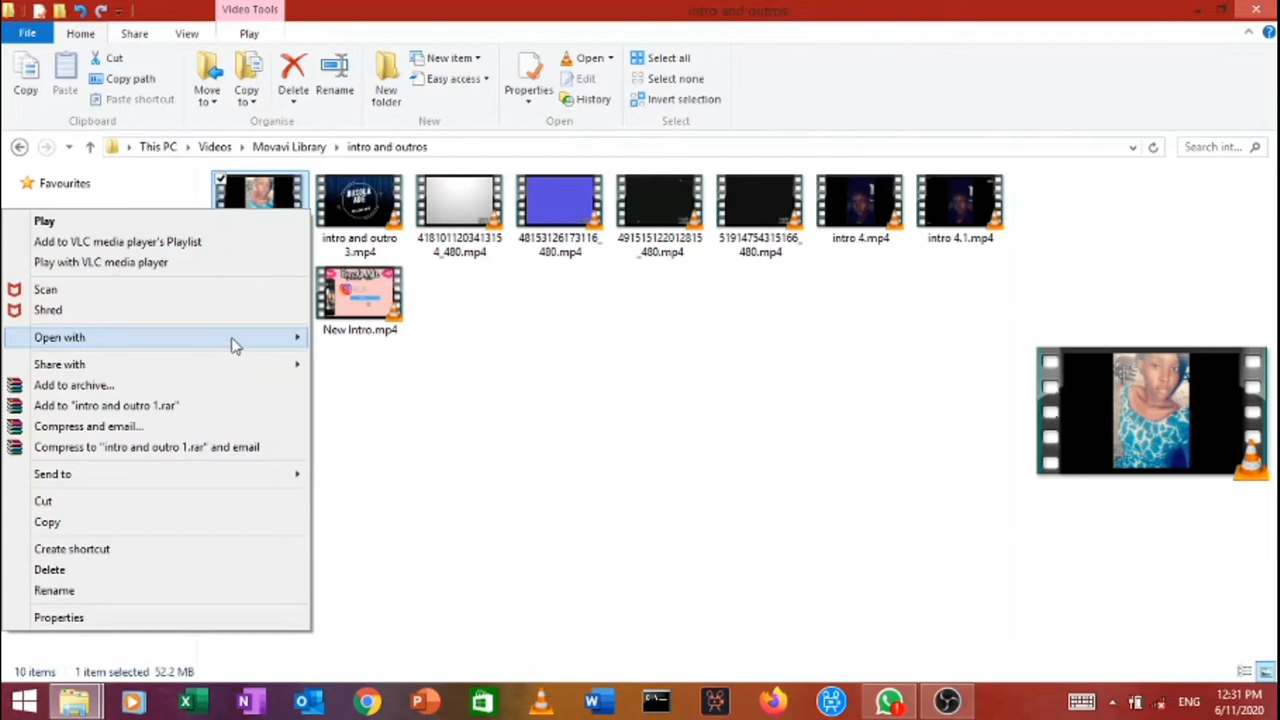 Video Tools
intro and outros
File
Home
Share
View
Play
Copy
Paste
Cut
Copy path
Paste shortcut
Clipboard
Move to
Copy to
Delete
Rename
Organise
New folder
New item
Easy access
New
Properties
Open
Edit
History
Open
Select all
Select none
Invert selection
Select
This PC
Videos
Movavi Library
intro and outros
Search int...
Favourites
intro and outro
3.mp4
418101120341315
4_480.mp4
48153126173116_
480.mp4
491515122012815
_480.mp4
51914754315166_
480.mp4
intro 4.mp4
intro 4.1.mp4
New Intro.mp4
Play
Add to VLC media player's Playlist
Play with VLC media player
Scan
Shred
Open with
Share with
Add to archive...
Add to "intro and outro 1.rar"
Compress and email...
Compress to "intro and outro 1.rar" and email
Send to
Cut
Copy
Create shortcut
Delete
Rename
Properties
10 items
1 item selected 52.2 MB
ENG
12:31 PM
6/11/2020